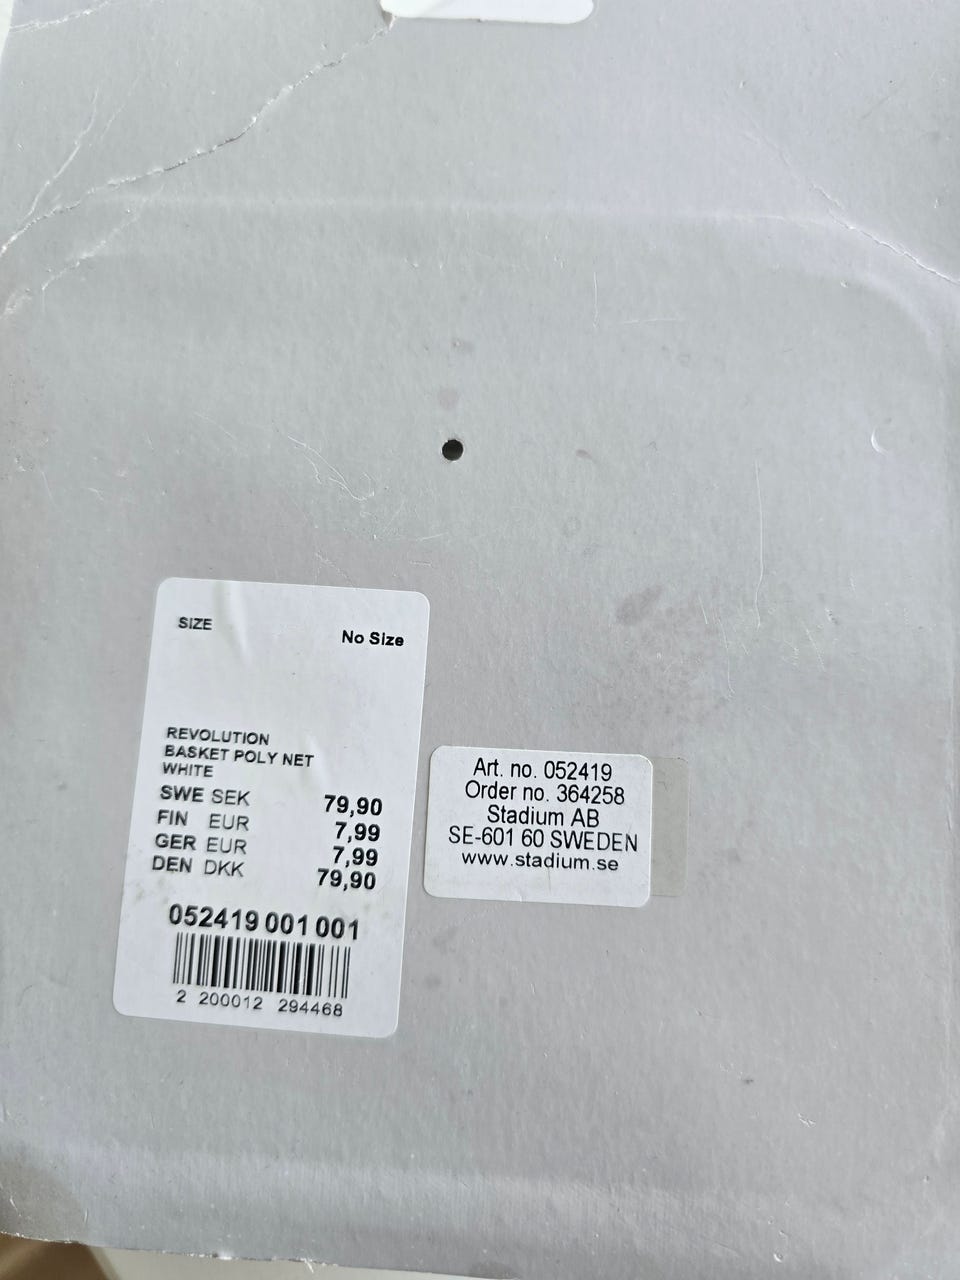 SIZE No Size
REVOLUTION
BASKET POLY NET
WHITE
SWE SEK 79,90
FIN EUR 7,99
GER EUR 7,99
DEN DKK 79,90
052419 001 001
2 200012 294468
Art. no. 052419
Order no. 364258
Stadium AB
SE-601 60 SWEDEN
www.stadium.se